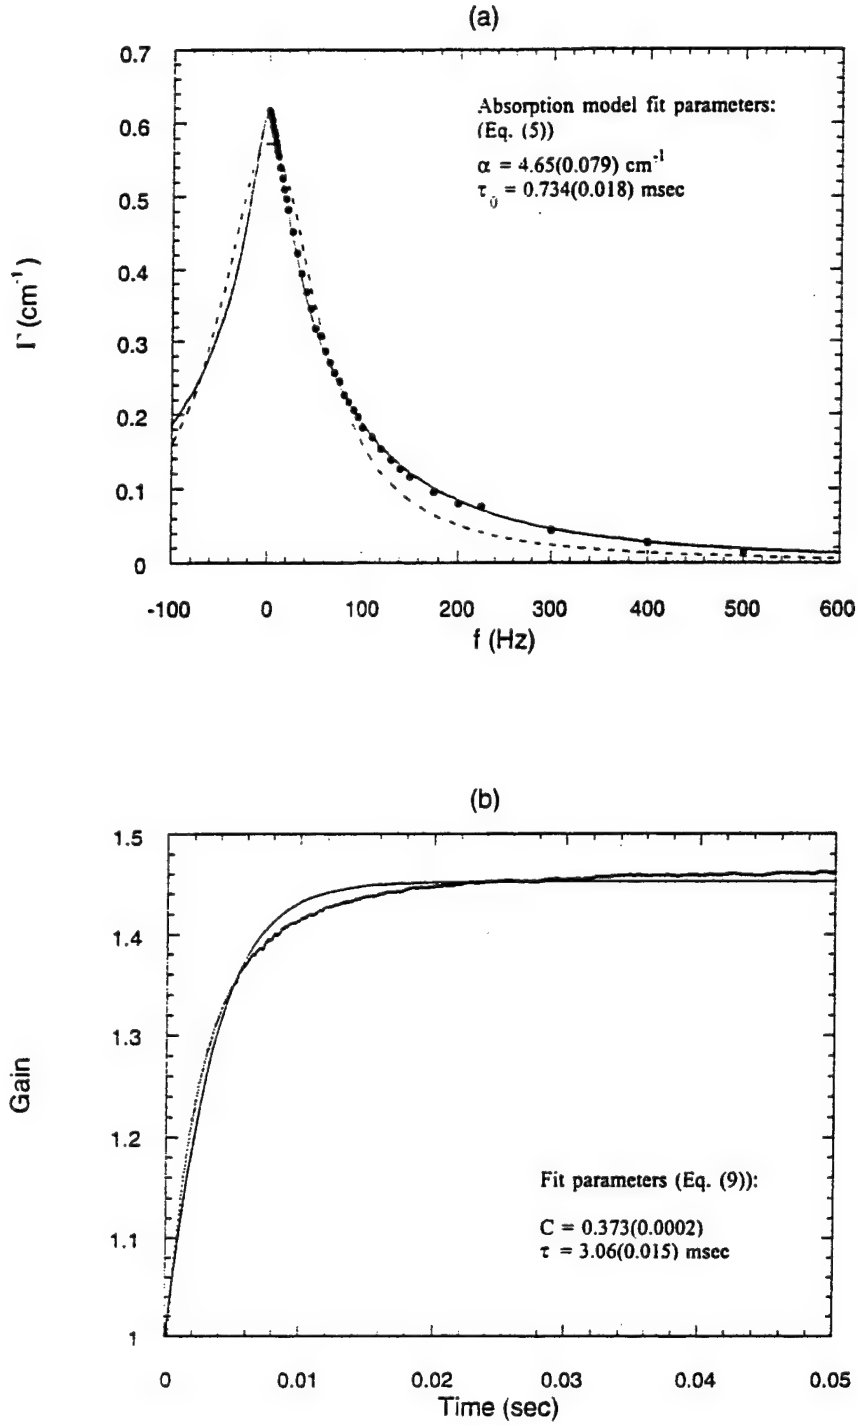 (a)
0.7
0.6
0.5
0.4
0.3
0.2
0.1
0
Γ (cm⁻¹)
Absorption model fit parameters:
(Eq. (5))
α = 4.65(0.079) cm⁻¹
τ₀ = 0.734(0.018) msec
-100 0 100 200 300 400 500 600
f (Hz)
(b)
1.5
1.4
1.3
1.2
1.1
1
Gain
Fit parameters (Eq. (9)):
C = 0.373(0.0002)
τ = 3.06(0.015) msec
0 0.01 0.02 0.03 0.04 0.05
Time (sec)